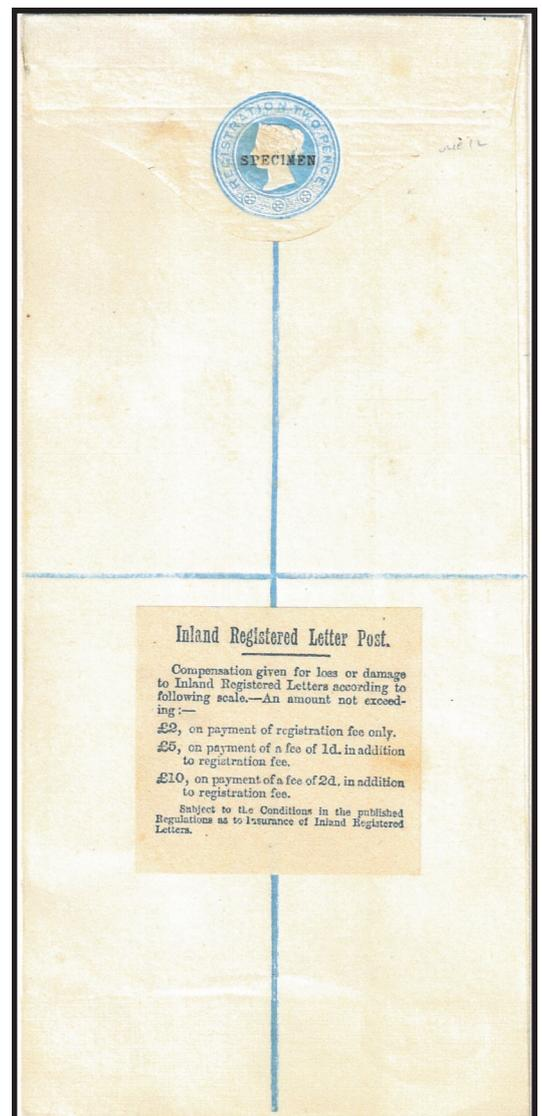 REGISTRATION TWO PENCE
SPECIMEN
Inland Registered Letter Post.
Compensation given for loss or damage
to Inland Registered Letters according to
following scale.—An amount not exceed-
ing :—
£2, on payment of registration fee only.
£5, on payment of a fee of 1d. in addition
to registration fee.
£10, on payment of a fee of 2d. in addition
to registration fee.
Subject to the Conditions in the published
Regulations as to Insurance of Inland Registered
Letters.